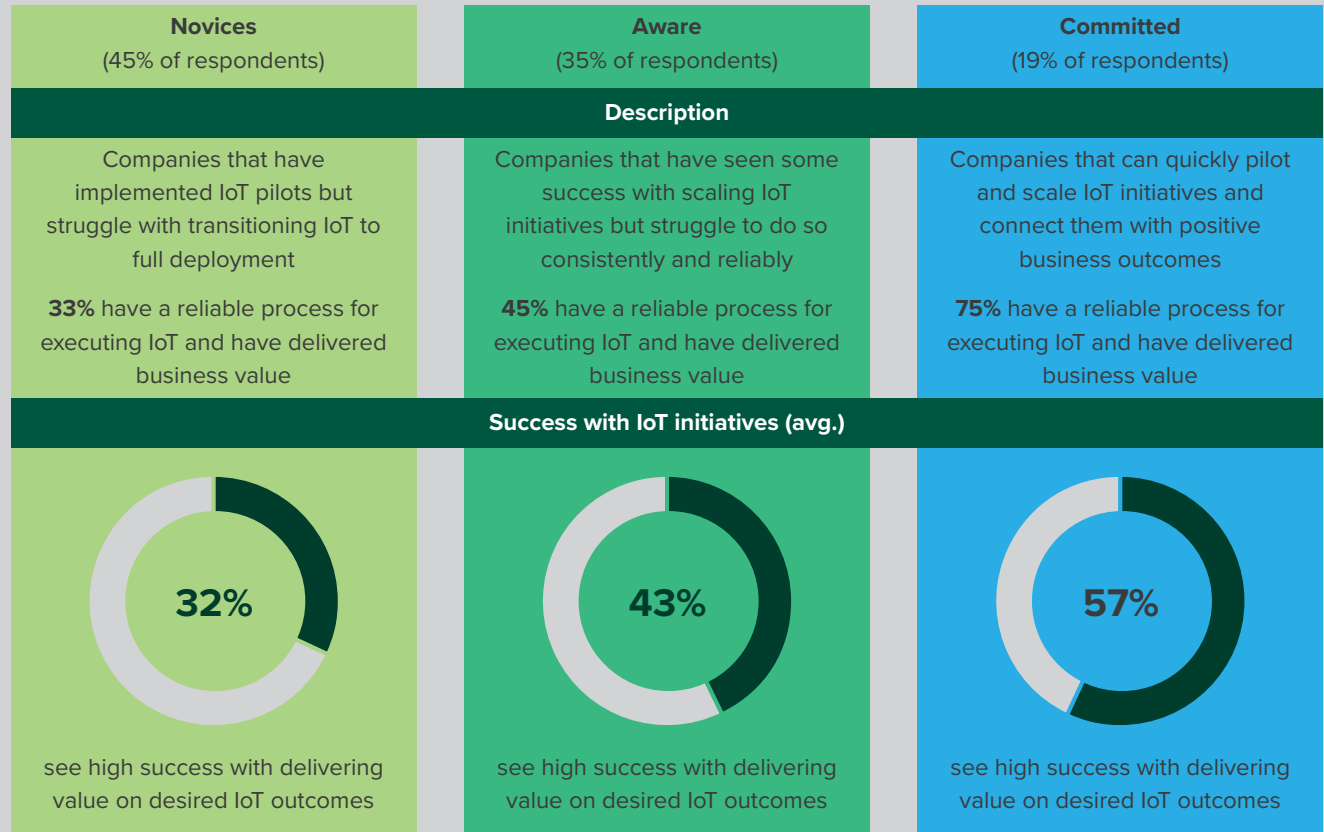 Novices
(45% of respondents)
Aware
(35% of respondents)
Committed
(19% of respondents)
Description
Companies that have
implemented IoT pilots but
struggle with transitioning IoT to
full deployment
33% have a reliable process for
executing IoT and have delivered
business value
Companies that have seen some
success with scaling IoT
initiatives but struggle to do so
consistently and reliably
45% have a reliable process for
executing IoT and have delivered
business value
Companies that can quickly pilot
and scale IoT initiatives and
connect them with positive
business outcomes
75% have a reliable process for
executing IoT and have delivered
business value
Success with IoT initiatives (avg.)
32%
see high success with delivering
value on desired IoT outcomes
43%
see high success with delivering
value on desired IoT outcomes
57%
see high success with delivering
value on desired IoT outcomes